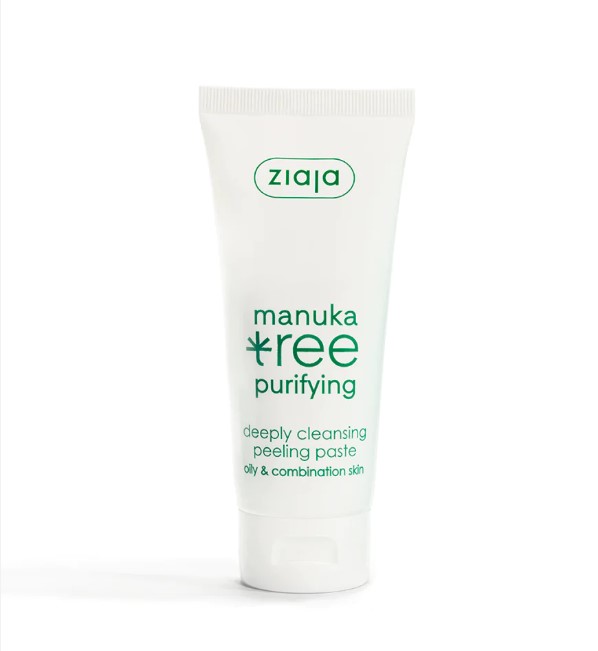 ziaja
manuka
tree
purifying
deeply cleansing
peeling paste
oily & combination skin